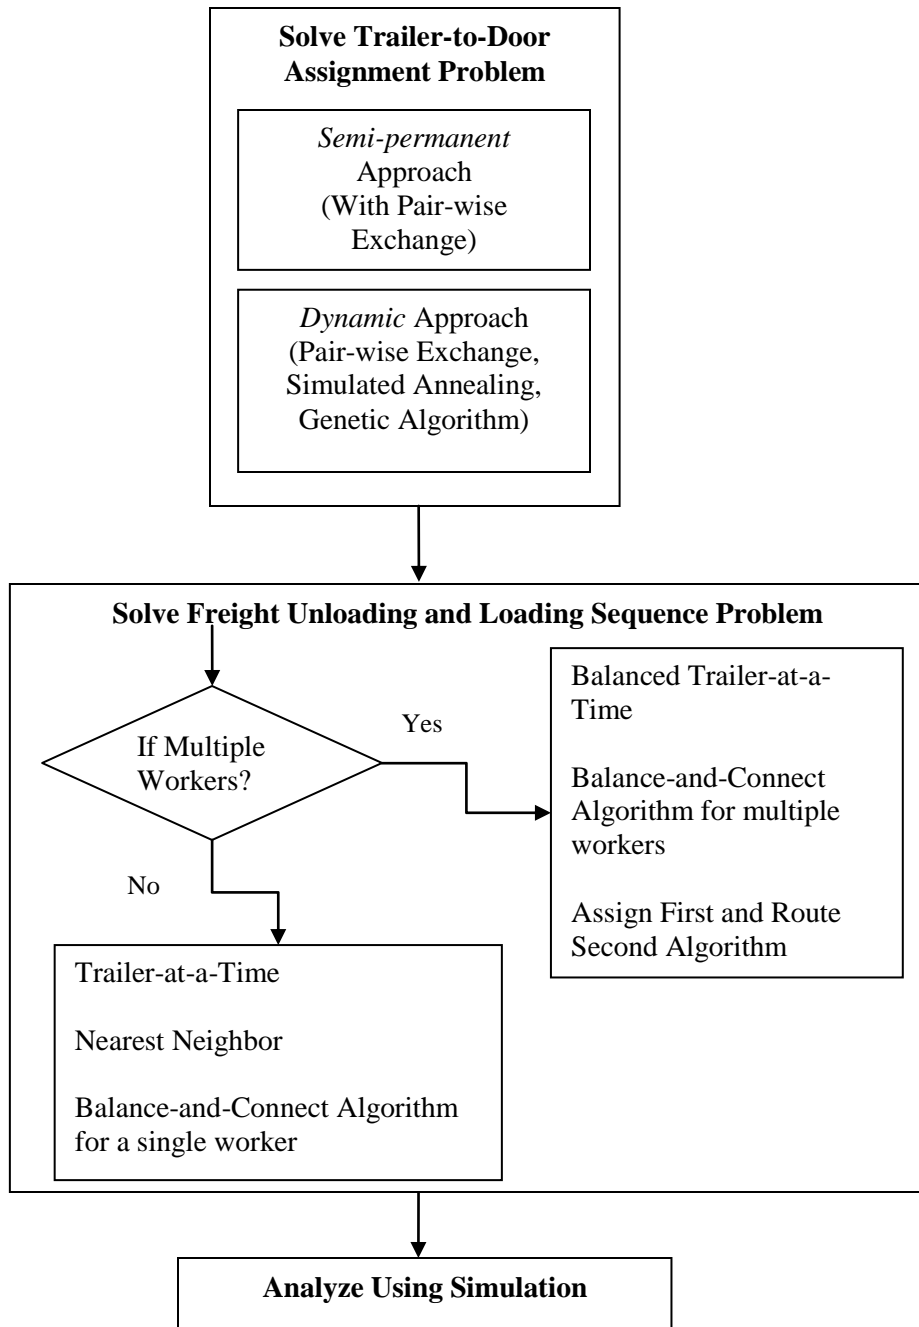 Solve Trailer-to-Door
Assignment Problem
Semi-permanent
Approach
(With Pair-wise
Exchange)
Dynamic Approach
(Pair-wise Exchange,
Simulated Annealing,
Genetic Algorithm)
Solve Freight Unloading and Loading Sequence Problem
If Multiple
Workers?
Yes
Balanced Trailer-at-a-
Time
Balance-and-Connect
Algorithm for multiple
workers
Assign First and Route
Second Algorithm
No
Trailer-at-a-Time
Nearest Neighbor
Balance-and-Connect Algorithm
for a single worker
Analyze Using Simulation